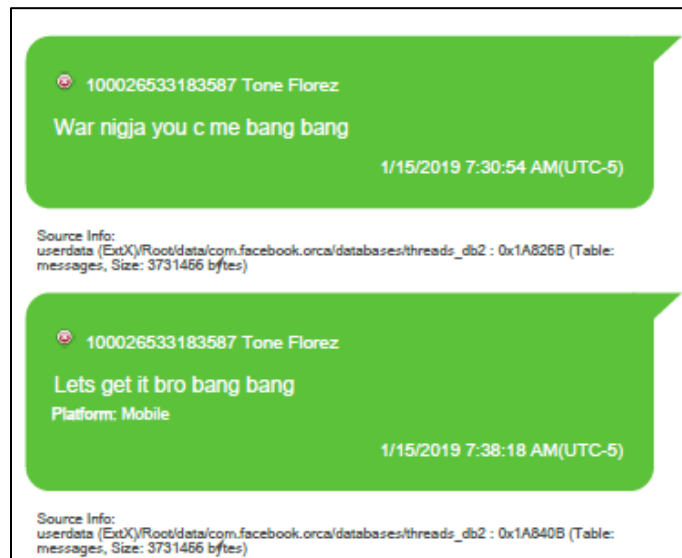 100026533183587 Tone Florez
War nigja you c me bang bang
1/15/2019 7:30:54 AM(UTC-5)
Source Info:
userdata (ExtX)/Root/data/com.facebook.orca/databases/threads_db2 : 0x1A826B (Table:
messages, Size: 3731456 bytes)
100026533183587 Tone Florez
Lets get it bro bang bang
Platform: Mobile
1/15/2019 7:38:18 AM(UTC-5)
Source Info:
userdata (ExtX)/Root/data/com.facebook.orca/databases/threads_db2 : 0x1A840B (Table:
messages, Size: 3731456 bytes)